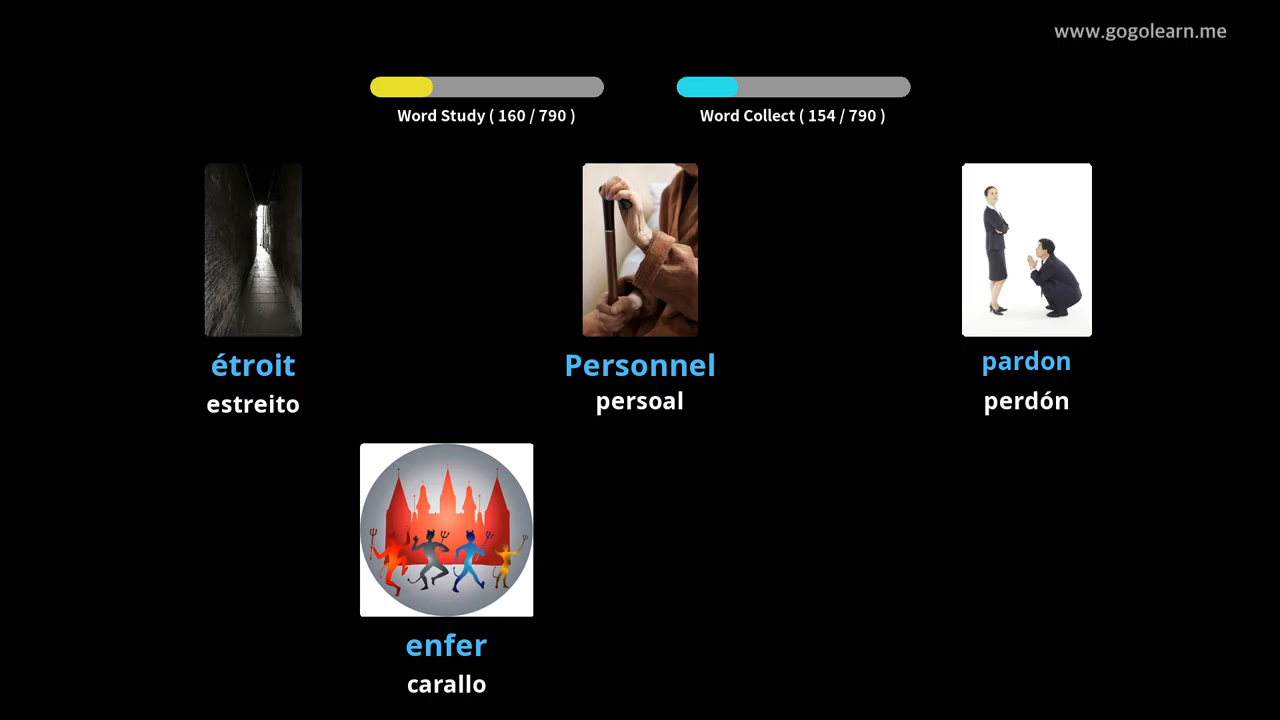 www.gogolearn.me
Word Study ( 160 / 790 )
Word Collect ( 154 / 790 )
étroit
estreito
Personnel
persoal
pardon
perdón
enfer
carallo